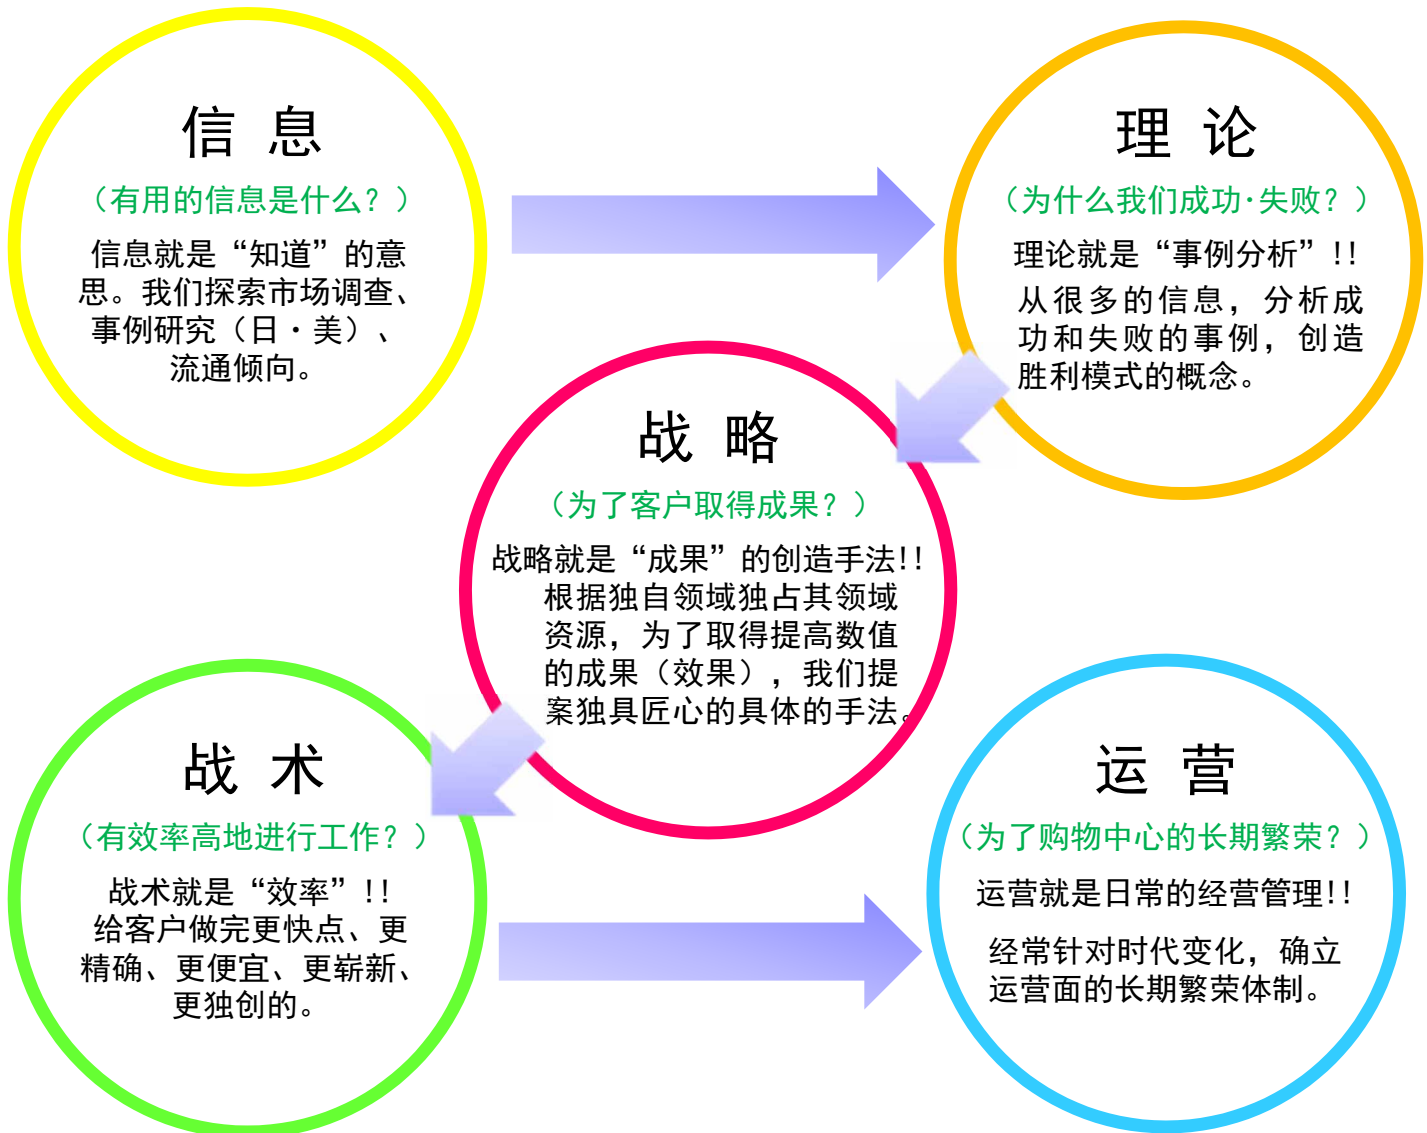 信 息
（有用的信息是什么？）
信息就是“知道”的意
思。我们探索市场调查、
事例研究（日・美）、
流通倾向。
理 论
（为什么我们成功·失败？）
理论就是“事例分析”!!
从很多的信息，分析成
功和失败的事例，创造
胜利模式的概念。
战 略
（为了客户取得成果？）
战略就是“成果”的创造手法!!
根据独自领域独占其领域
资源，为了取得提高数值
的成果（效果），我们提
案独具匠心的具体的手法。
战 术
（有效率高地进行工作？）
战术就是“效率”!!
给客户做完更快点、更
精确、更便宜、更崭新、
更独创的。
运 营
（为了购物中心的长期繁荣？）
运营就是日常的经营管理!!
经常针对时代变化，确立
运营面的长期繁荣体制。